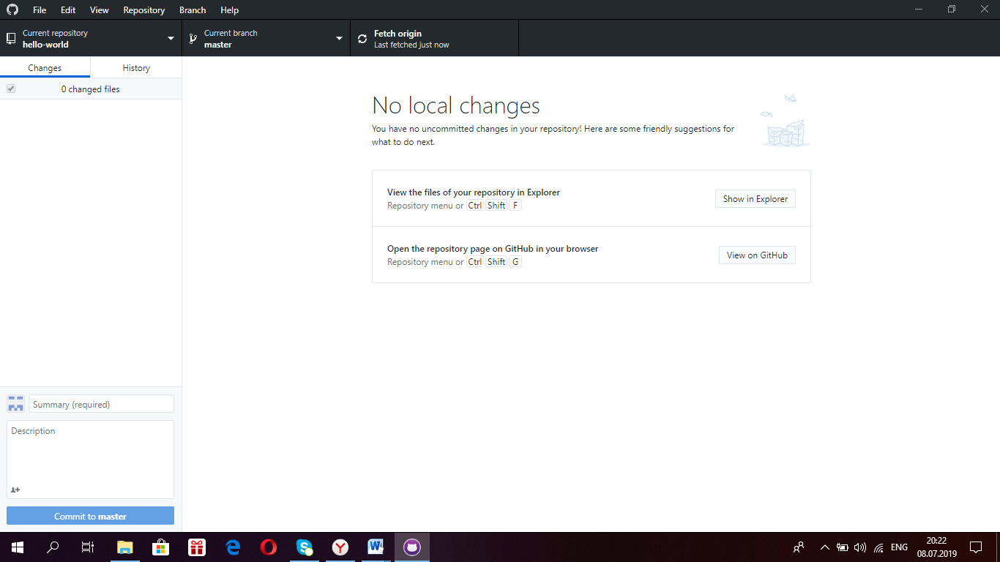 File Edit View Repository Branch Help
Current repository
hello-world
Current branch
master
Fetch origin
Last fetched just now
Changes History
0 changed files
No local changes
You have no uncommitted changes in your repository! Here are some friendly suggestions for
what to do next.
View the files of your repository in Explorer
Repository menu or Ctrl Shift F
Show in Explorer
Open the repository page on GitHub in your browser
Repository menu or Ctrl Shift G
View on GitHub
Summary (required)
Description
Commit to master
ENG
20:22
08.07.2019